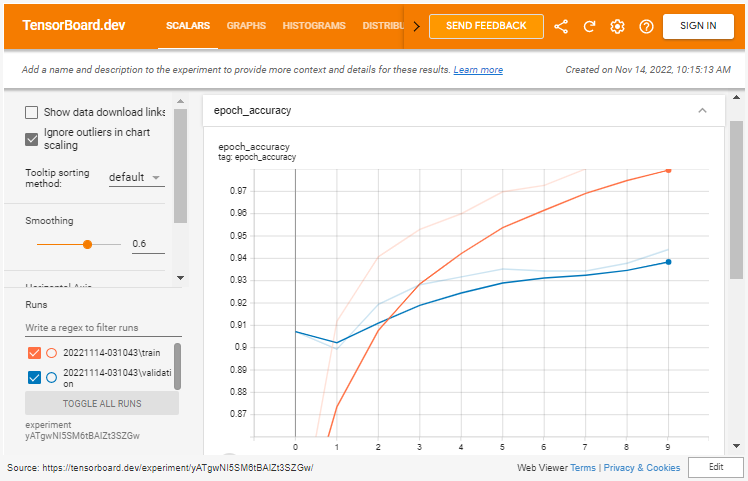 TensorBoard.dev
SCALARS GRAPHS HISTOGRAMS DISTRIBU
SEND FEEDBACK
SIGN IN
Add a name and description to the experiment to provide more context and details for these results. Learn more
Created on Nov 14, 2022, 10:15:13 AM
Show data download links
Ignore outliers in chart
scaling
Tooltip sorting
method:
default
Smoothing
0.6
Horizontal Axis
Runs
Write a regex to filter runs
20221114-031043\train
20221114-031043\validati
on
TOGGLE ALL RUNS
experiment
yATgwNI5SM6tBAIZt3SZGw
epoch_accuracy
epoch_accuracy
tag: epoch_accuracy
0.97
0.96
0.95
0.94
0.93
0.92
0.91
0.9
0.89
0.88
0.87
0 1 2 3 4 5 6 7 8 9
Source: https://tensorboard.dev/experiment/yATgwNI5SM6tBAIZt3SZGw/
Web Viewer Terms | Privacy & Cookies
Edit